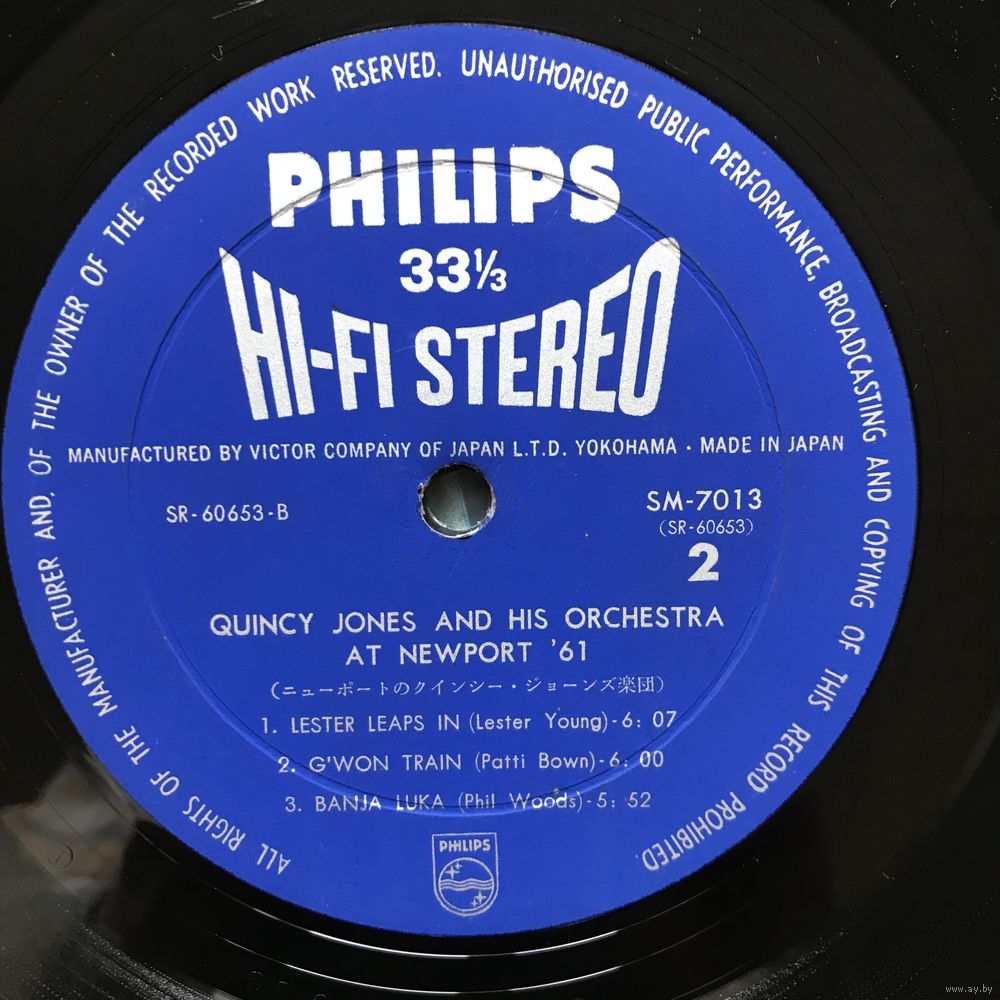 ALL RIGHTS OF THE MANUFACTURER AND, OF THE OWNER OF THE RECORDED WORK RESERVED. UNAUTHORISED PUBLIC PERFORMANCE, BROADCASTING AND COPYING OF THIS RECORD PROHIBITED.
PHILIPS
33⅓
HI-FI STEREO
MANUFACTURED BY VICTOR COMPANY OF JAPAN L.T.D. YOKOHAMA · MADE IN JAPAN
SR-60653-B
SM-7013
(SR-60653)
2
QUINCY JONES AND HIS ORCHESTRA
AT NEWPORT '61
(ニューポートのクインシー・ジョーンズ楽団)
1. LESTER LEAPS IN (Lester Young)-6: 07
2. G'WON TRAIN (Patti Bown)-6: 00
3. BANJA LUKA (Phil Woods)-5: 52
PHILIPS
www.ay.by